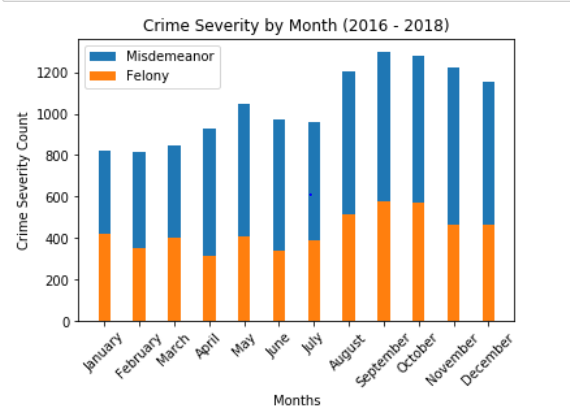 Crime Severity by Month (2016 - 2018)
Misdemeanor
Felony
Crime Severity Count
1200
1000
800
600
400
200
0
January
February
March
April
May
June
July
August
September
October
November
December
Months